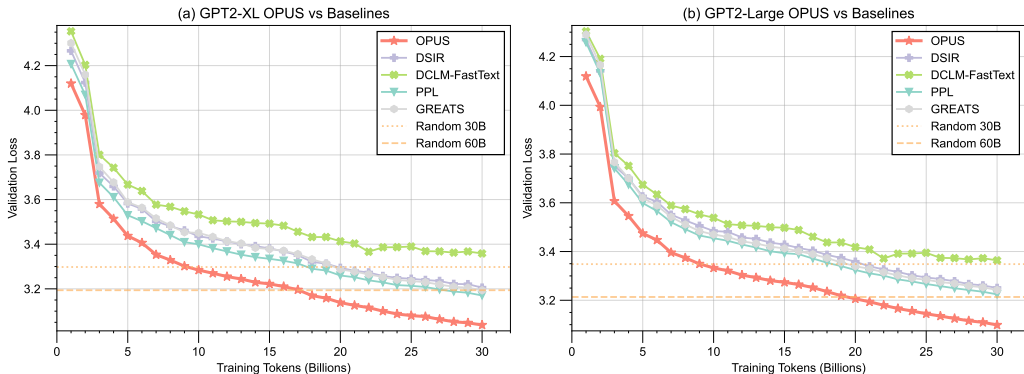 (a) GPT2-XL OPUS vs Baselines
Validation Loss
4.2
4.0
3.8
3.6
3.4
3.2
0
5
10
15
20
25
30
Training Tokens (Billions)
OPUS
DSIR
DCLM-FastText
PPL
GREATS
Random 30B
Random 60B
(b) GPT2-Large OPUS vs Baselines
Validation Loss
4.2
4.0
3.8
3.6
3.4
3.2
0
5
10
15
20
25
30
Training Tokens (Billions)
OPUS
DSIR
DCLM-FastText
PPL
GREATS
Random 30B
Random 60B